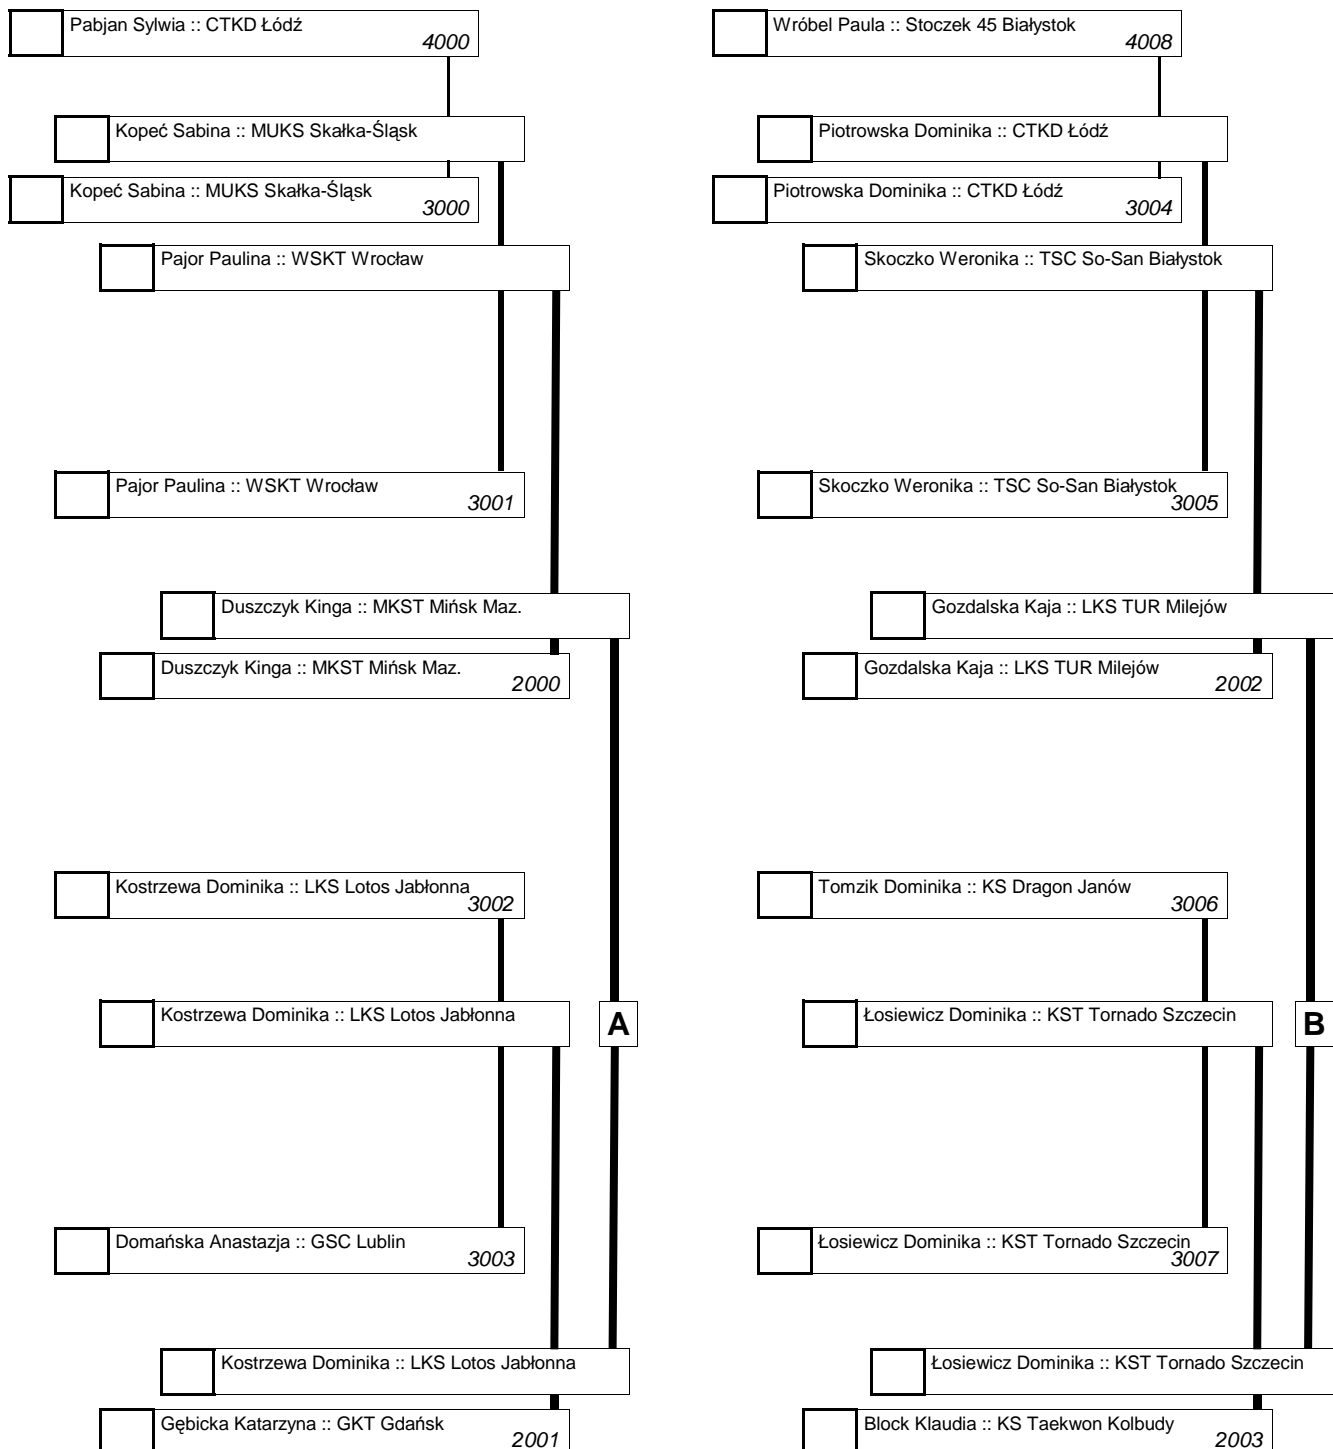 Pabjan Sylwia :: CTKD Łódź
4000
Kopeć Sabina :: MUKS Skałka-Śląsk
Kopeć Sabina :: MUKS Skałka-Śląsk
3000
Pajor Paulina :: WSKT Wrocław
Pajor Paulina :: WSKT Wrocław
3001
Duszczyk Kinga :: MKST Mińsk Maz.
Duszczyk Kinga :: MKST Mińsk Maz.
2000
Kostrzewa Dominika :: LKS Lotos Jabłonna
3002
Kostrzewa Dominika :: LKS Lotos Jabłonna
A
Domańska Anastazja :: GSC Lublin
3003
Kostrzewa Dominika :: LKS Lotos Jabłonna
Gębicka Katarzyna :: GKT Gdańsk
2001
Wróbel Paula :: Stoczek 45 Białystok
4008
Piotrowska Dominika :: CTKD Łódź
Piotrowska Dominika :: CTKD Łódź
3004
Skoczko Weronika :: TSC So-San Białystok
Skoczko Weronika :: TSC So-San Białystok
3005
Gozdalska Kaja :: LKS TUR Milejów
Gozdalska Kaja :: LKS TUR Milejów
2002
Tomzik Dominika :: KS Dragon Janów
3006
Łosiewicz Dominika :: KST Tornado Szczecin
B
Łosiewicz Dominika :: KST Tornado Szczecin
3007
Łosiewicz Dominika :: KST Tornado Szczecin
Block Klaudia :: KS Taekwon Kolbudy
2003